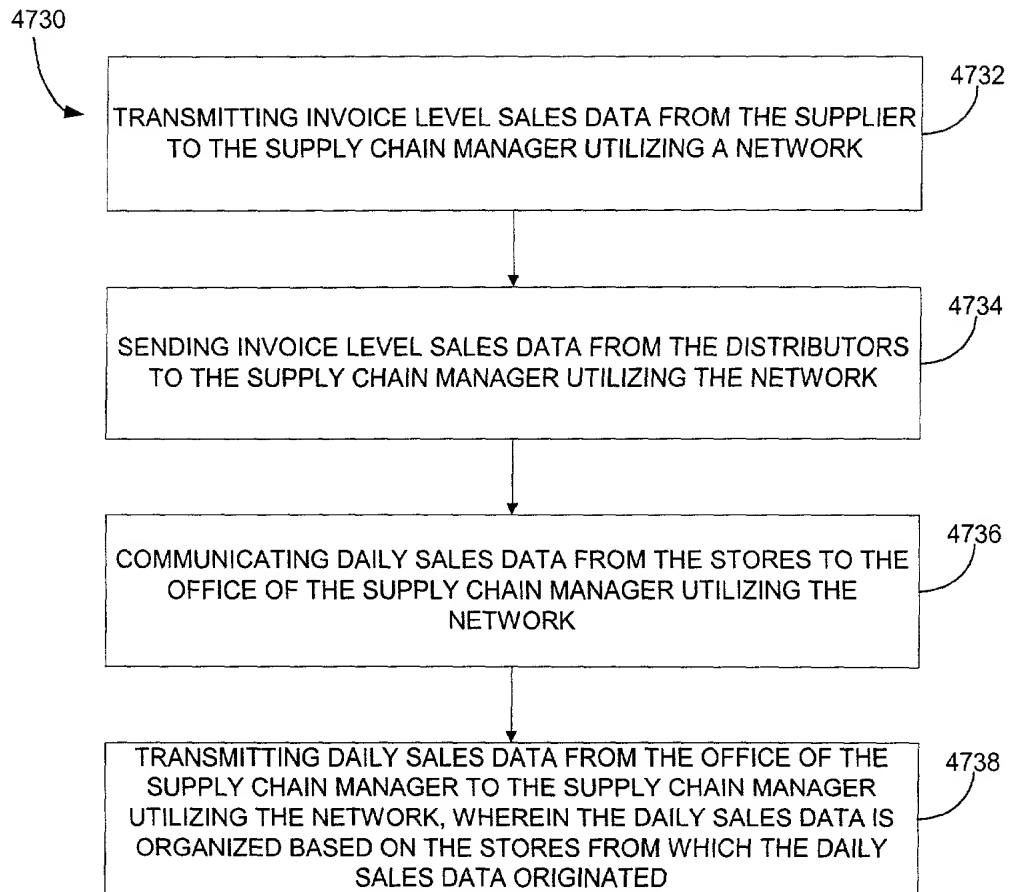 4730
4732
TRANSMITTING INVOICE LEVEL SALES DATA FROM THE SUPPLIER
TO THE SUPPLY CHAIN MANAGER UTILIZING A NETWORK
4734
SENDING INVOICE LEVEL SALES DATA FROM THE DISTRIBUTORS
TO THE SUPPLY CHAIN MANAGER UTILIZING THE NETWORK
4736
COMMUNICATING DAILY SALES DATA FROM THE STORES TO THE
OFFICE OF THE SUPPLY CHAIN MANAGER UTILIZING THE
NETWORK
4738
TRANSMITTING DAILY SALES DATA FROM THE OFFICE OF THE
SUPPLY CHAIN MANAGER TO THE SUPPLY CHAIN MANAGER
UTILIZING THE NETWORK, WHEREIN THE DAILY SALES DATA IS
ORGANIZED BASED ON THE STORES FROM WHICH THE DAILY
SALES DATA ORIGINATED